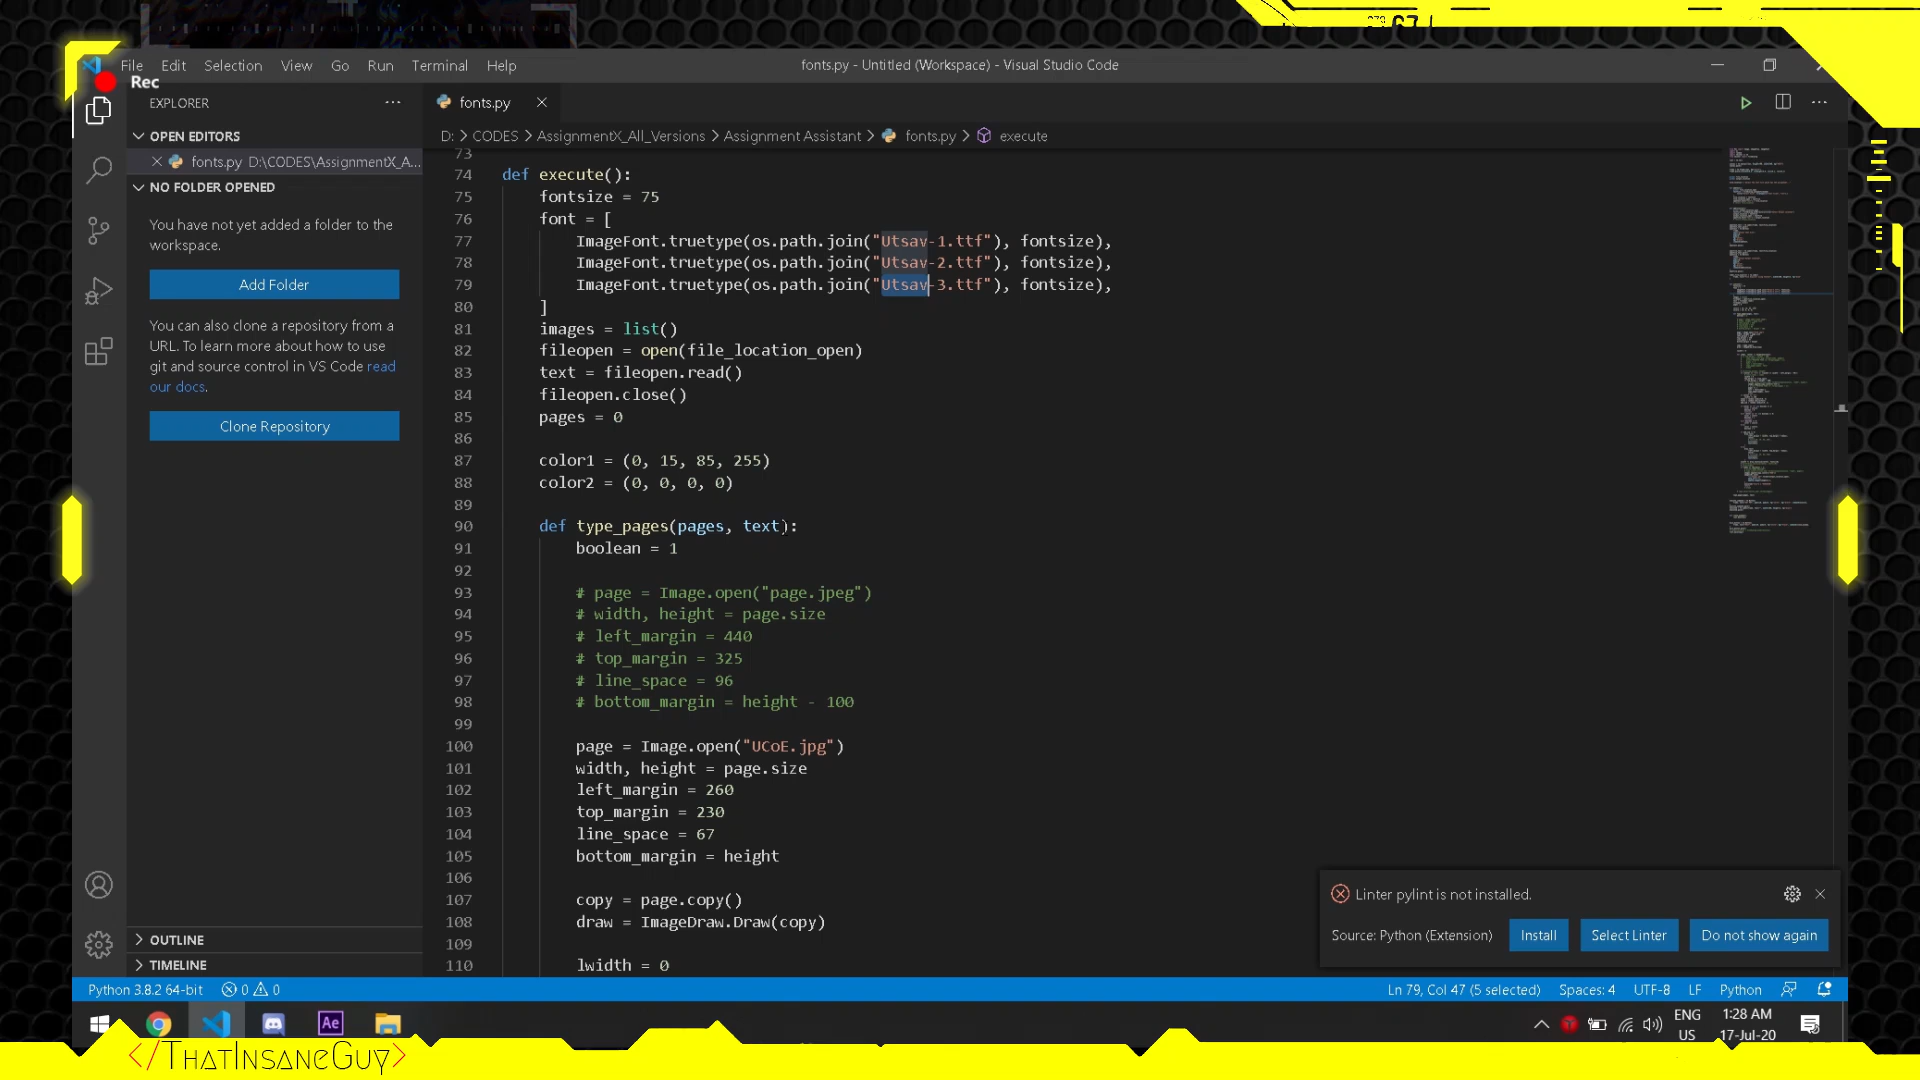 File Edit Selection View Go Run Terminal Help
fonts.py - Untitled (Workspace) - Visual Studio Code
Rec
EXPLORER
fonts.py
OPEN EDITORS
fonts.py D:\CODES\AssignmentX_A...
NO FOLDER OPENED
You have not yet added a folder to the
workspace.
Add Folder
You can also clone a repository from a
URL. To learn more about how to use
git and source control in VS Code read
our docs.
Clone Repository
OUTLINE
TIMELINE
D: > CODES > AssignmentX_All_Versions > Assignment Assistant > fonts.py > execute
73
74 def execute():
75 fontsize = 75
76 font = [
77 ImageFont.truetype(os.path.join("Utsav-1.ttf"), fontsize),
78 ImageFont.truetype(os.path.join("Utsav-2.ttf"), fontsize),
79 ImageFont.truetype(os.path.join("Utsav-3.ttf"), fontsize),
80 ]
81 images = list()
82 fileopen = open(file_location_open)
83 text = fileopen.read()
84 fileopen.close()
85 pages = 0
86
87 color1 = (0, 15, 85, 255)
88 color2 = (0, 0, 0, 0)
89
90 def type_pages(pages, text):
91 boolean = 1
92
93 # page = Image.open("page.jpeg")
94 # width, height = page.size
95 # left_margin = 440
96 # top_margin = 325
97 # line_space = 96
98 # bottom_margin = height - 100
99
100 page = Image.open("UCoE.jpg")
101 width, height = page.size
102 left_margin = 260
103 top_margin = 230
104 line_space = 67
105 bottom_margin = height
106
107 copy = page.copy()
108 draw = ImageDraw.Draw(copy)
109
110 lwidth = 0
Linter pylint is not installed.
Source: Python (Extension) Install Select Linter Do not show again
Python 3.8.2 64-bit 0 0
Ln 79, Col 47 (5 selected) Spaces: 4 UTF-8 LF Python
Ae
ENG
US
1:28 AM
17-Jul-20
</ThatInsaneGuy>